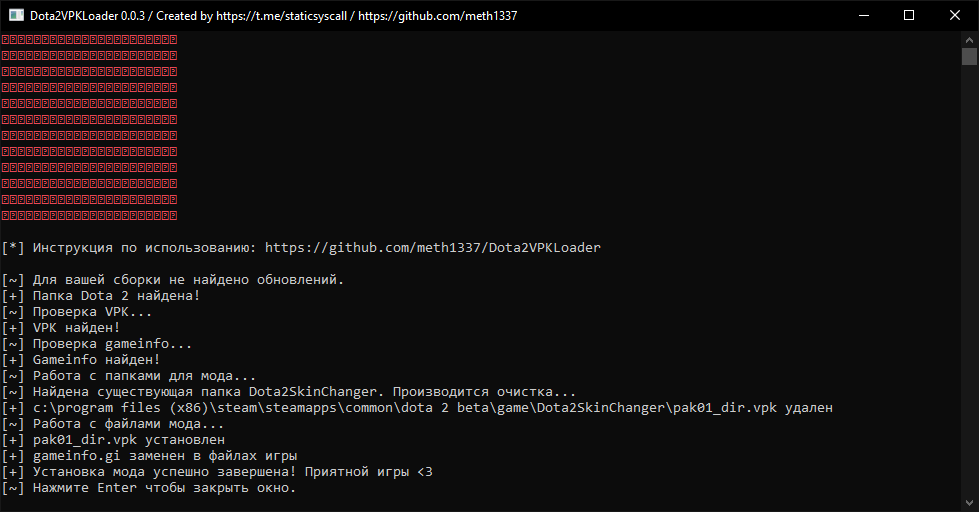 Dota2VPKLoader 0.0.3 / Created by https://t.me/staticsyscall / https://github.com/meth1337
[*] Инструкция по использованию: https://github.com/meth1337/Dota2VPKLoader
[~] Для вашей сборки не найдено обновлений.
[+] Папка Dota 2 найдена!
[~] Проверка VPK...
[+] VPK найден!
[~] Проверка gameinfo...
[+] Gameinfo найден!
[~] Работа с папками для мода...
[~] Найдена существующая папка Dota2SkinChanger. Производится очистка...
[+] c:\program files (x86)\steam\steamapps\common\dota 2 beta\game\Dota2SkinChanger\pak01_dir.vpk удален
[~] Работа с файлами мода...
[+] pak01_dir.vpk установлен
[+] gameinfo.gi заменен в файлах игры
[+] Установка мода успешно завершена! Приятной игры <3
[~] Нажмите Enter чтобы закрыть окно.